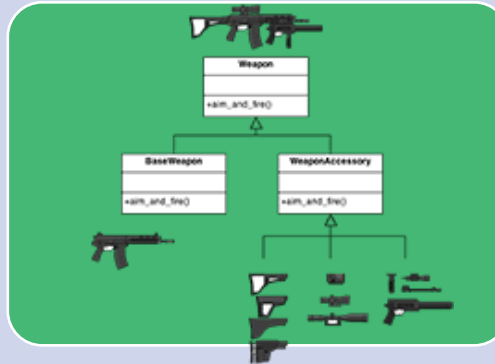 Weapon
+aim_and_fire()
BaseWeapon
WeaponAccessory
+aim_and_fire()
+aim_and_fire()